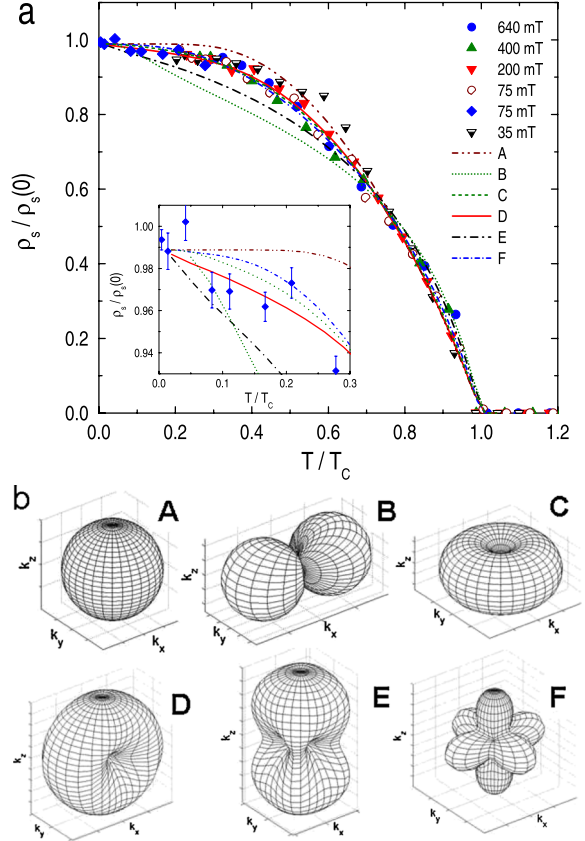 a
ρs / ρs(0)
1.0
0.8
0.6
0.4
0.2
0.0
0.0 0.2 0.4 0.6 0.8 1.0 1.2
T / TC
640 mT
400 mT
200 mT
75 mT
75 mT
35 mT
A
B
C
D
E
F
ρs / ρs(0)
1.00
0.98
0.96
0.94
0.0 0.1 0.2 0.3
T / TC
b
A
kz
ky
kx
B
kz
ky
kx
C
kz
ky
kx
D
kz
ky
kx
E
kz
ky
kx
F
kz
ky
kx